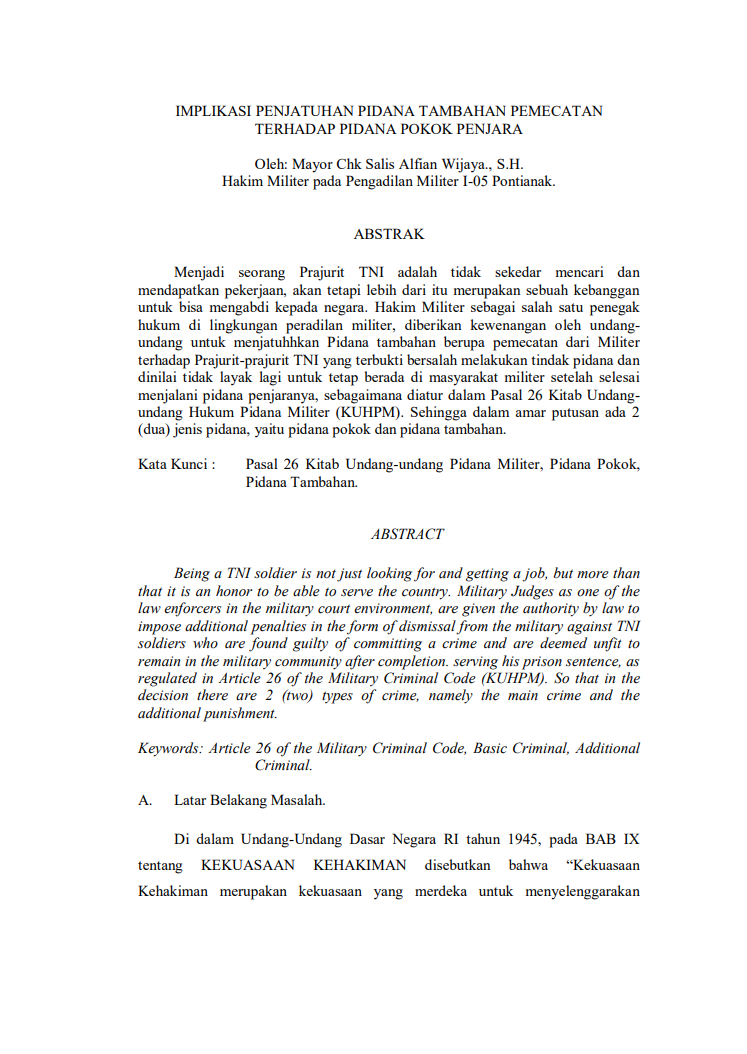 IMPLIKASI PENJATUHAN PIDANA TAMBAHAN PEMECATAN
TERHADAP PIDANA POKOK PENJARA
Oleh: Mayor Chk Salis Alfian Wijaya., S.H.
Hakim Militer pada Pengadilan Militer I-05 Pontianak.
ABSTRAK
Menjadi seorang Prajurit TNI adalah tidak sekedar mencari dan
mendapatkan pekerjaan, akan tetapi lebih dari itu merupakan sebuah kebanggan
untuk bisa mengabdi kepada negara. Hakim Militer sebagai salah satu penegak
hukum di lingkungan peradilan militer, diberikan kewenangan oleh undang-
undang untuk menjatuhhkan Pidana tambahan berupa pemecatan dari Militer
terhadap Prajurit-prajurit TNI yang terbukti bersalah melakukan tindak pidana dan
dinilai tidak layak lagi untuk tetap berada di masyarakat militer setelah selesai
menjalani pidana penjaranya, sebagaimana diatur dalam Pasal 26 Kitab Undang-
undang Hukum Pidana Militer (KUHPM). Sehingga dalam amar putusan ada 2
(dua) jenis pidana, yaitu pidana pokok dan pidana tambahan.
Kata Kunci : Pasal 26 Kitab Undang-undang Pidana Militer, Pidana Pokok,
Pidana Tambahan.
ABSTRACT
Being a TNI soldier is not just looking for and getting a job, but more than
that it is an honor to be able to serve the country. Military Judges as one of the
law enforcers in the military court environment, are given the authority by law to
impose additional penalties in the form of dismissal from the military against TNI
soldiers who are found guilty of committing a crime and are deemed unfit to
remain in the military community after completion. serving his prison sentence, as
regulated in Article 26 of the Military Criminal Code (KUHPM). So that in the
decision there are 2 (two) types of crime, namely the main crime and the
additional punishment.
Keywords: Article 26 of the Military Criminal Code, Basic Criminal, Additional
Criminal.
A. Latar Belakang Masalah.
Di dalam Undang-Undang Dasar Negara RI tahun 1945, pada BAB IX
tentang KEKUASAAN KEHAKIMAN disebutkan bahwa “Kekuasaan
Kehakiman merupakan kekuasaan yang merdeka untuk menyelenggarakan